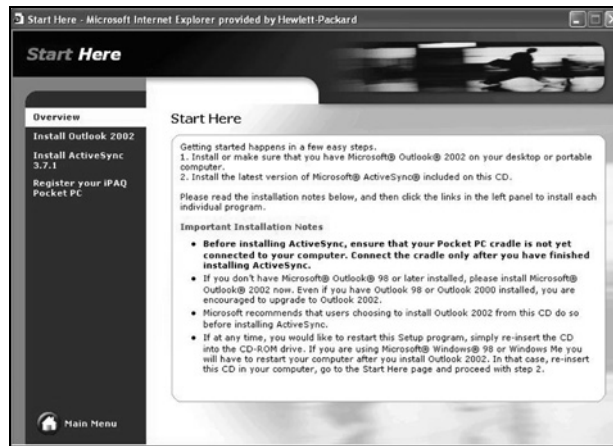 Start Here - Microsoft Internet Explorer provided by Hewlett-Packard
Start Here
Overview
Install Outlook 2002
Install ActiveSync
3.7.1
Register your iPAQ
Pocket PC
Main Menu
Start Here
Getting started happens in a few easy steps.
1. Install or make sure that you have Microsoft® Outlook® 2002 on your desktop or portable
computer.
2. Install the latest version of Microsoft® ActiveSync® included on this CD.
Please read the installation notes below, and then click the links in the left panel to install each
individual program.
Important Installation Notes
• Before installing ActiveSync, ensure that your Pocket PC cradle is not yet
connected to your computer. Connect the cradle only after you have finished
installing ActiveSync.
• If you don't have Microsoft® Outlook® 98 or later installed, please install Microsoft®
Outlook® 2002 now. Even if you have Outlook 98 or Outlook 2000 installed, you are
encouraged to upgrade to Outlook 2002.
• Microsoft recommends that users choosing to install Outlook 2002 from this CD do so
before installing ActiveSync.
• If at any time, you would like to restart this Setup program, simply re-insert the CD
into the CD-ROM drive. If you are using Microsoft® Windows® 98 or Windows Me you
will have to restart your computer after you install Outlook 2002. In that case, re-insert
this CD in your computer, go to the Start Here page and proceed with step 2.